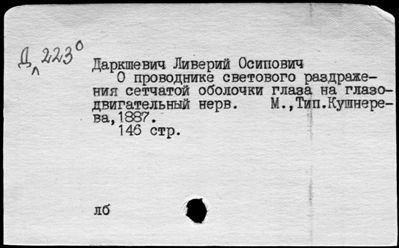 Д 223⁰
Даркшевич Ливерий Осипович
О проводнике светового раздраже-
ния сетчатой оболочки глаза на глазо-
двигательный нерв. М.,Тип.Кушнере-
ва,1887.
146 стр.
лб